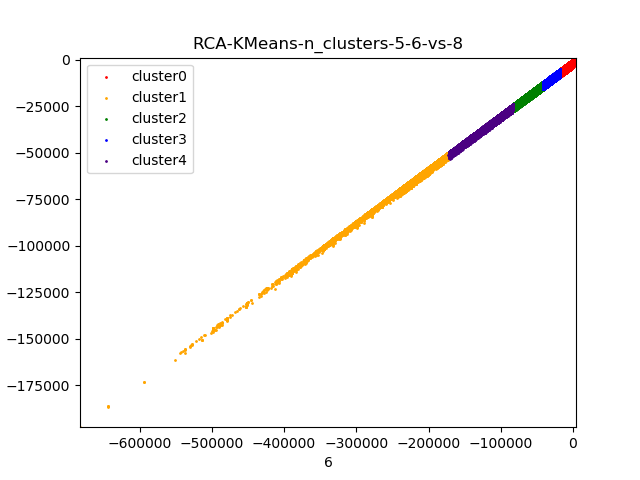 RCA-KMeans-n_clusters-5-6-vs-8
cluster0
cluster1
cluster2
cluster3
cluster4
0
−25000
−50000
−75000
−100000
−125000
−150000
−175000
−600000 −500000 −400000 −300000 −200000 −100000 0
6